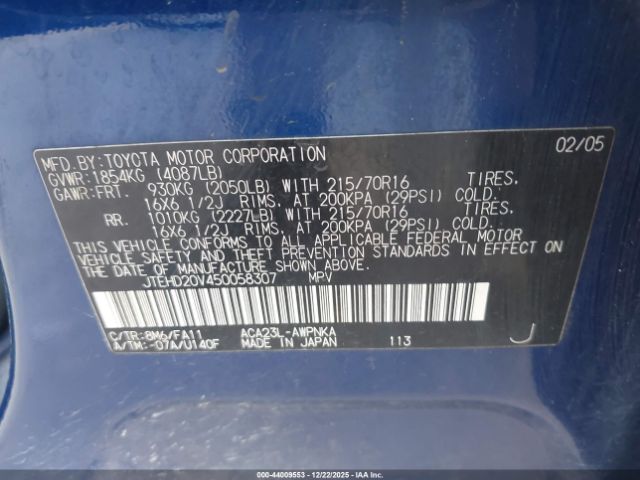 MFD.BY:TOYOTA MOTOR CORPORATION 02/05
GVWR:1854KG (4087LB)
GAWR:FRT. 930KG (2050LB) WITH 215/70R16 TIRES,
16X6 1/2J RIMS, AT 200KPA (29PSI) COLD.
RR. 1010KG (2227LB) WITH 215/70R16 TIRES,
16X6 1/2J RIMS, AT 200KPA (29PSI) COLD.
THIS VEHICLE CONFORMS TO ALL APPLICABLE FEDERAL MOTOR
VEHICLE SAFETY AND THEFT PREVENTION STANDARDS IN EFFECT ON
THE DATE OF MANUFACTURE SHOWN ABOVE.
JTEHD20V450058307 MPV
C/TR:8M6/FA11 ACA23L-AWPNKA
A/TM:-07A/U140F MADE IN JAPAN 113 J
000-44009553 | 12/22/2025 - IAAI.COM